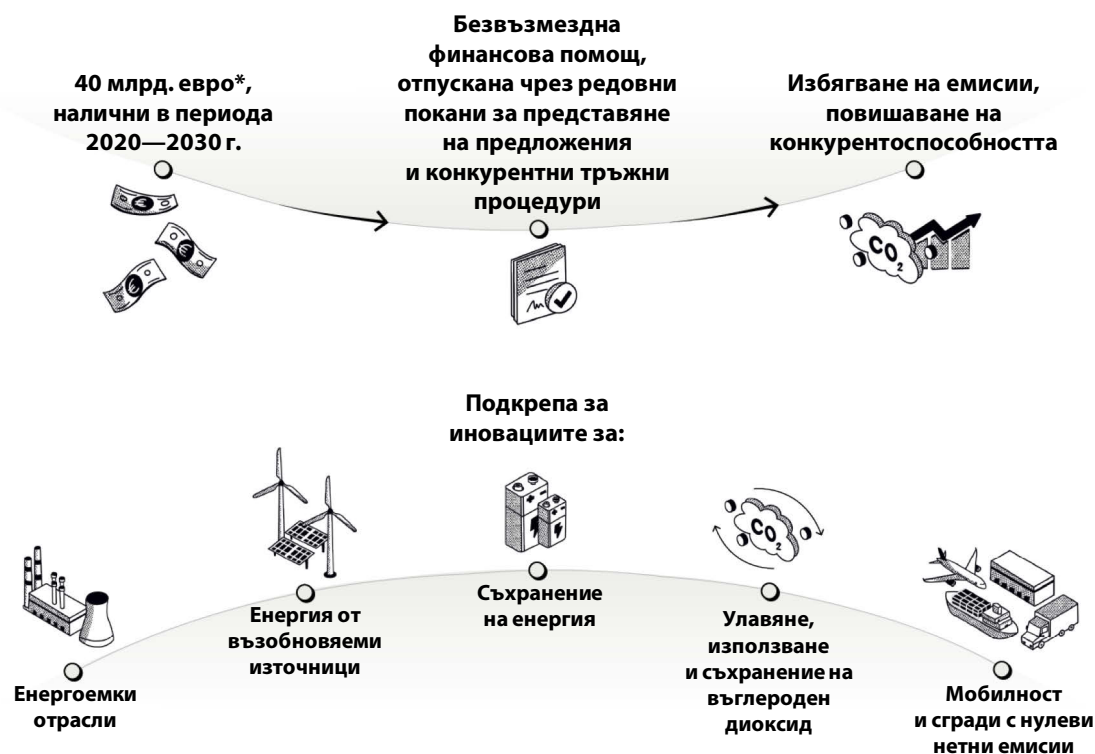 40 млрд. евро*,
налични в периода
2020—2030 г.
Безвъзмездна
финансова помощ,
отпускана чрез редовни
покани за представяне
на предложения
и конкурентни тръжни
процедури
Избягване на емисии,
повишаване на
конкурентоспособността
CO2
Подкрепа за
иновациите за:
CO2
Енергоемки
отрасли
Енергия от
възобновяеми
източници
Съхранение
на енергия
Улавяне,
използване
и съхранение на
въглероден
диоксид
Мобилност
и сгради с нулеви
нетни емисии